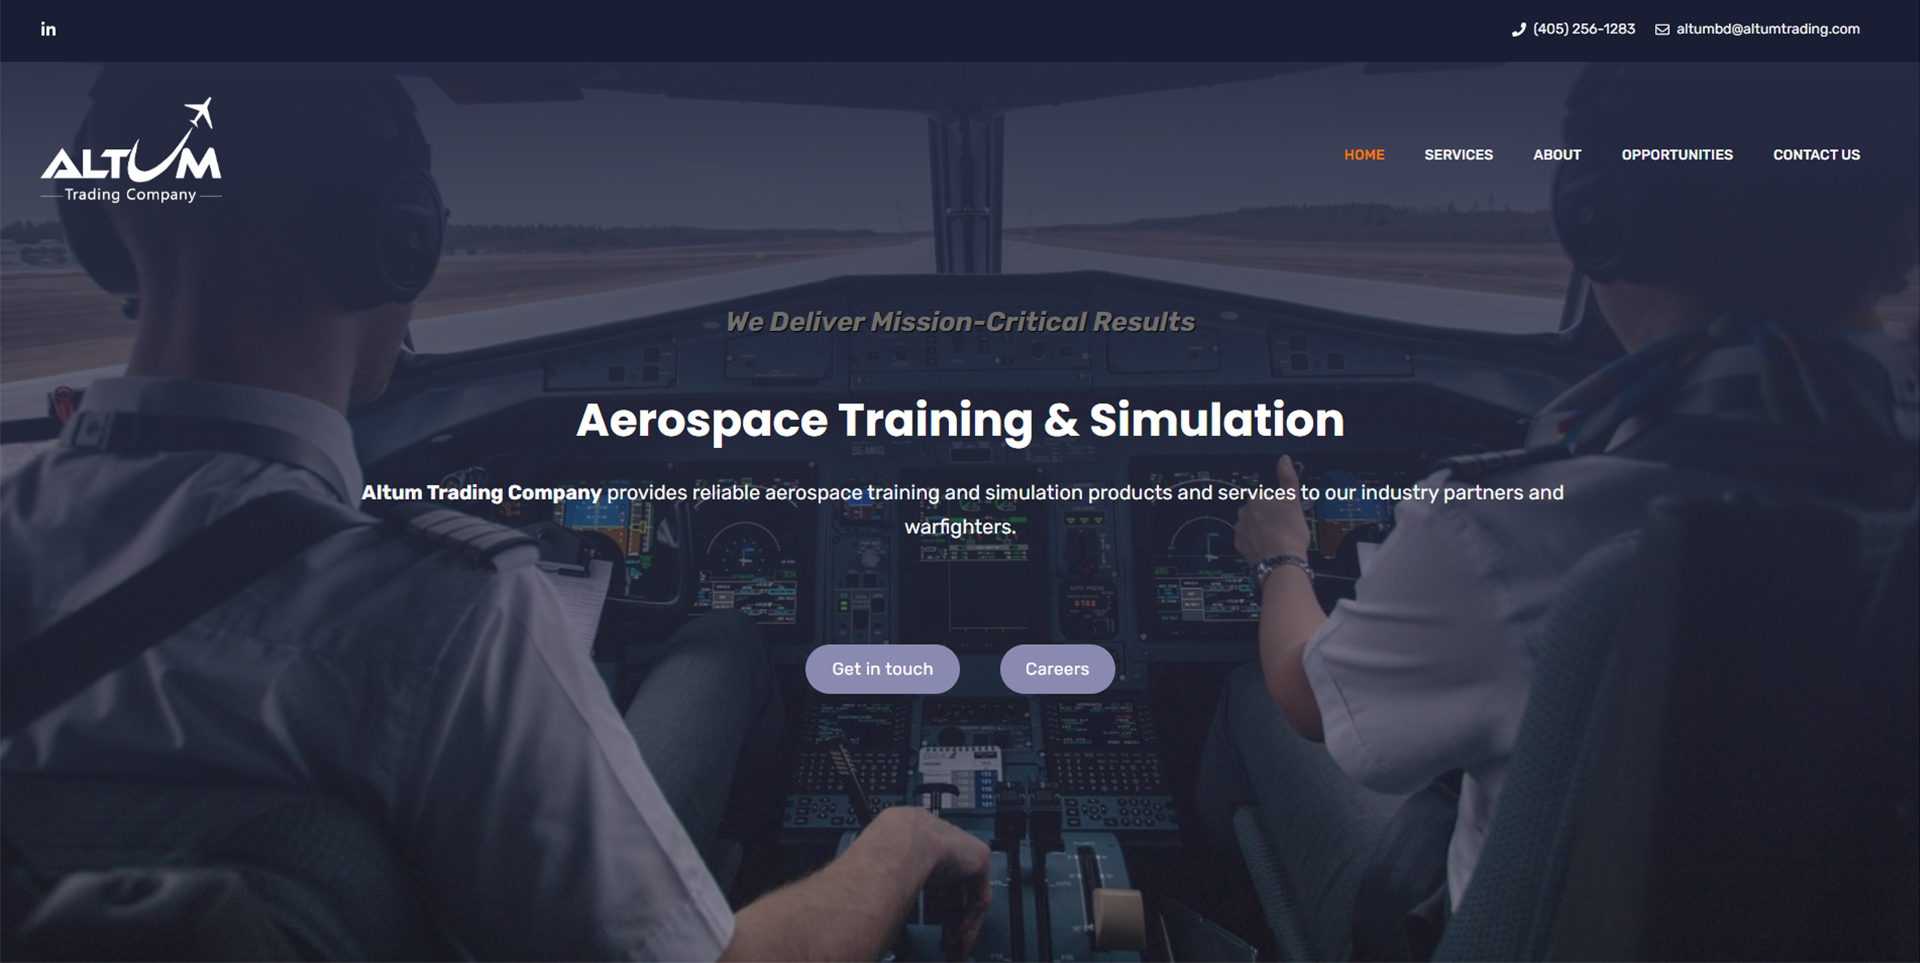 in
(405) 256-1283
altumbd@altumtrading.com
ALTUM
Trading Company
HOME
SERVICES
ABOUT
OPPORTUNITIES
CONTACT US
We Deliver Mission-Critical Results
Aerospace Training & Simulation
SE-MKG
Altum Trading Company provides reliable aerospace training and simulation products and services to our industry partners and
warfighters.
Get in touch
Careers